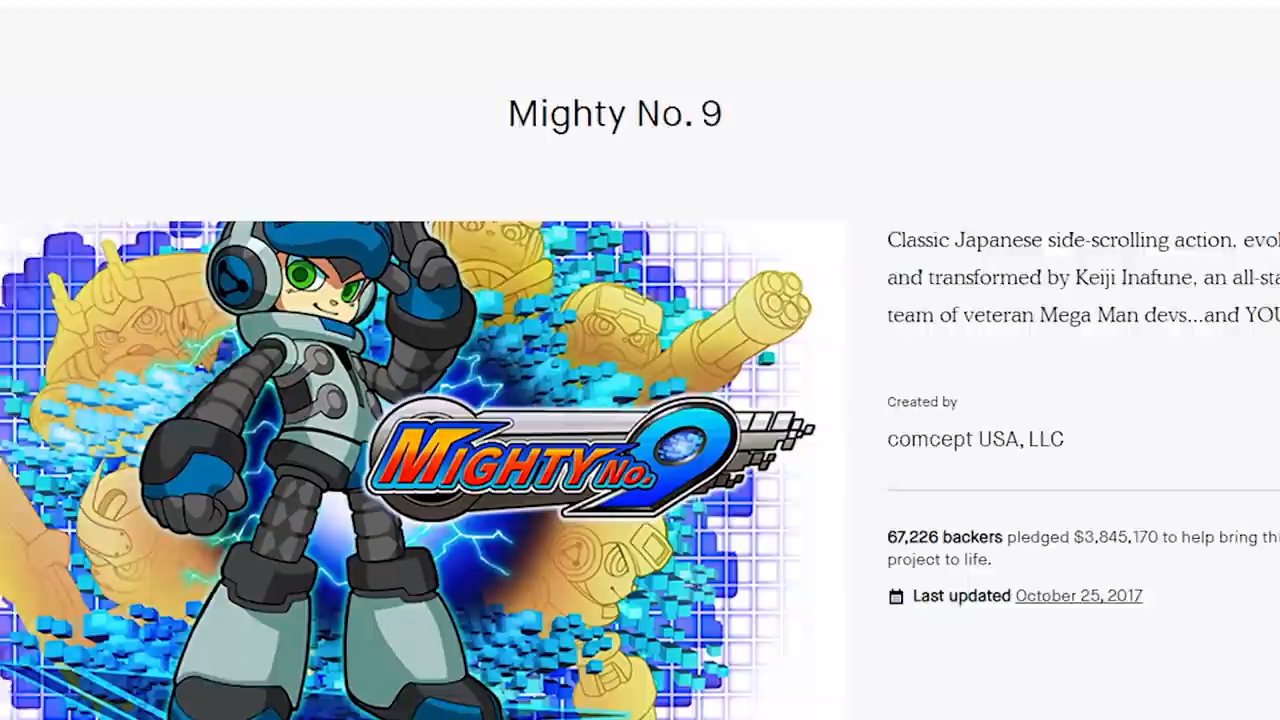 Mighty No. 9
Classic Japanese side-scrolling action, evol
and transformed by Keiji Inafune, an all-sta
team of veteran Mega Man devs...and YOU
MIGHTY No. 9
Created by
comcept USA, LLC
67,226 backers pledged $3,845,170 to help bring thi
project to life.
Last updated October 25, 2017